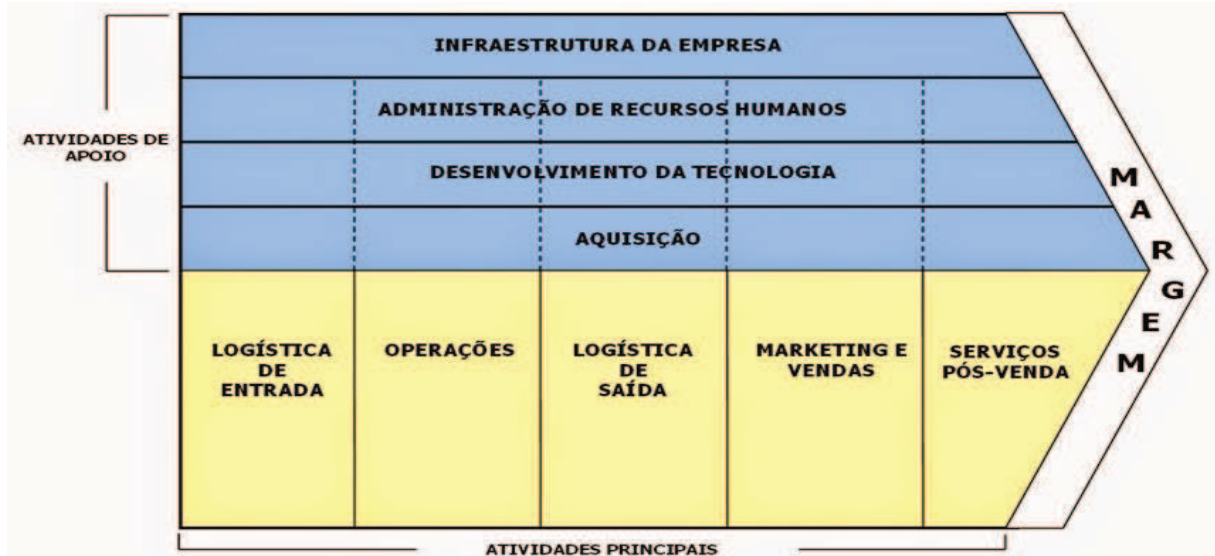 INFRAESTRUTURA DA EMPRESA
ADMINISTRAÇÃO DE RECURSOS HUMANOS
ATIVIDADES DE
APOIO
DESENVOLVIMENTO DA TECNOLOGIA
AQUISIÇÃO
LOGÍSTICA
DE
ENTRADA
OPERAÇÕES
LOGÍSTICA
DE
SAÍDA
MARKETING E
VENDAS
SERVIÇOS
PÓS-VENDA
MARGEM
ATIVIDADES PRINCIPAIS